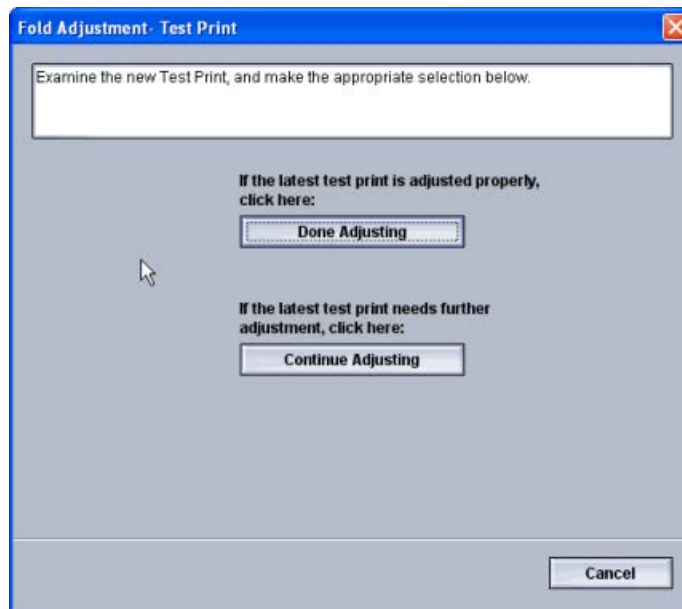 Fold Adjustment- Test Print
Examine the new Test Print, and make the appropriate selection below.
If the latest test print is adjusted properly,
click here:
Done Adjusting
If the latest test print needs further
adjustment, click here:
Continue Adjusting
Cancel